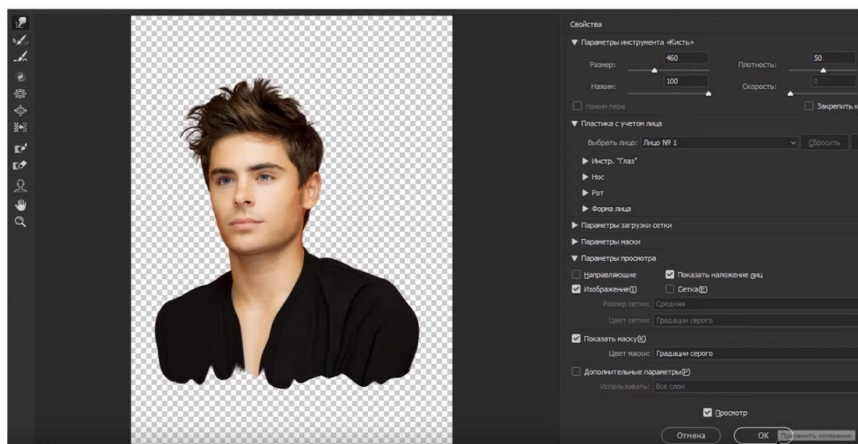 Свойства
Параметры инструмента «Кисть»
Размер: 460 Плотность: 50
Нажим: 100 Скорость: 0
Нажим пера Закрепить
Пластика с учетом лица
Выбрать лицо: Лицо № 1 Сбросить
Инстр. "Глаз"
Нос
Рот
Форма лица
Параметры загрузки сетки
Параметры маски
Параметры просмотра
Направляющие Показать наложение лиц
Изображение(I) Сетка(E)
Размер сетки: Средняя
Цвет сетки: Градации серого
Показать маску(K)
Цвет маски: Градации серого
Дополнительные параметры(P)
Использовать: Все слои
Просмотр
Отмена ОК